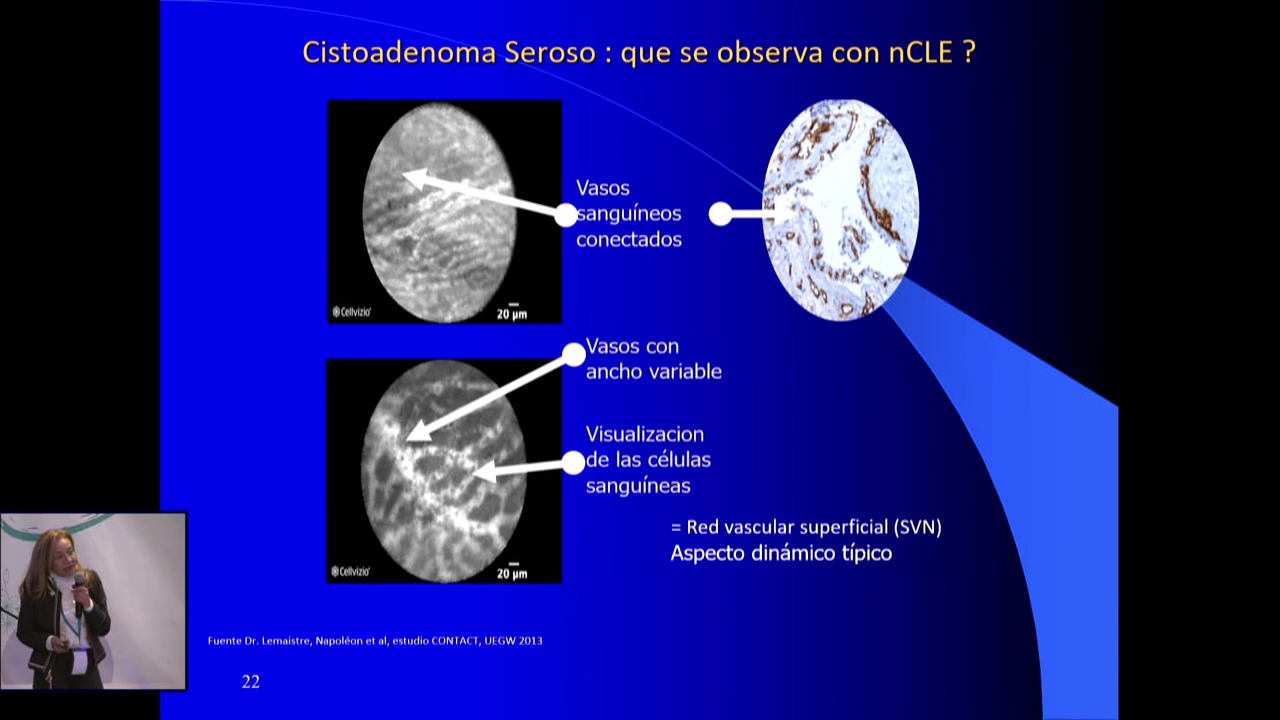 Cistoadenoma Seroso : que se observa con nCLE ?
Vasos
sanguíneos
conectados
Cellvizio
20 µm
Vasos con
ancho variable
Visualizacion
de las células
sanguíneas
Cellvizio
20 µm
= Red vascular superficial (SVN)
Aspecto dinámico típico
Fuente Dr. Lemaistre, Napoléon et al, estudio CONTACT, UEGW 2013
22